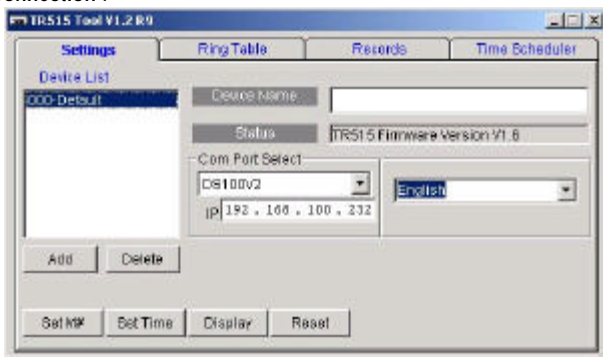 onnection :
TR515 Tool V1.2 R9
Settings Ring Table Records Time Scheduler
Device List
000-Default
Device Name
Status TR515 Firmware Version V1.6
Com Port Select
DS100V2 English
IP 192 . 168 . 100 . 232
Add Delete
Set M# Set Time Display Reset